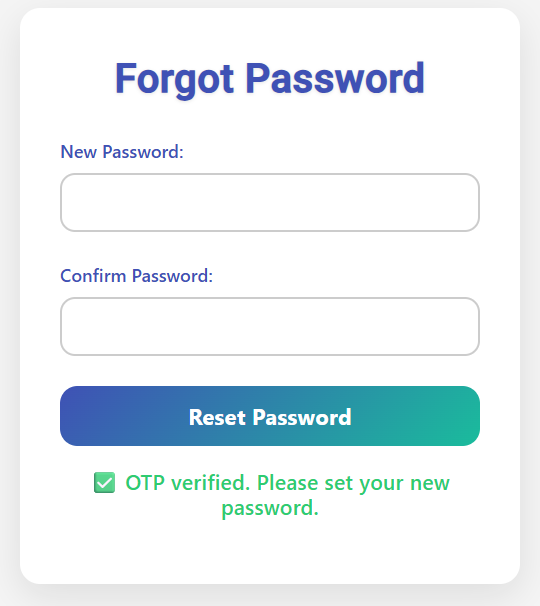 Forgot Password
New Password:
Confirm Password:
Reset Password
✅ OTP verified. Please set your new
password.